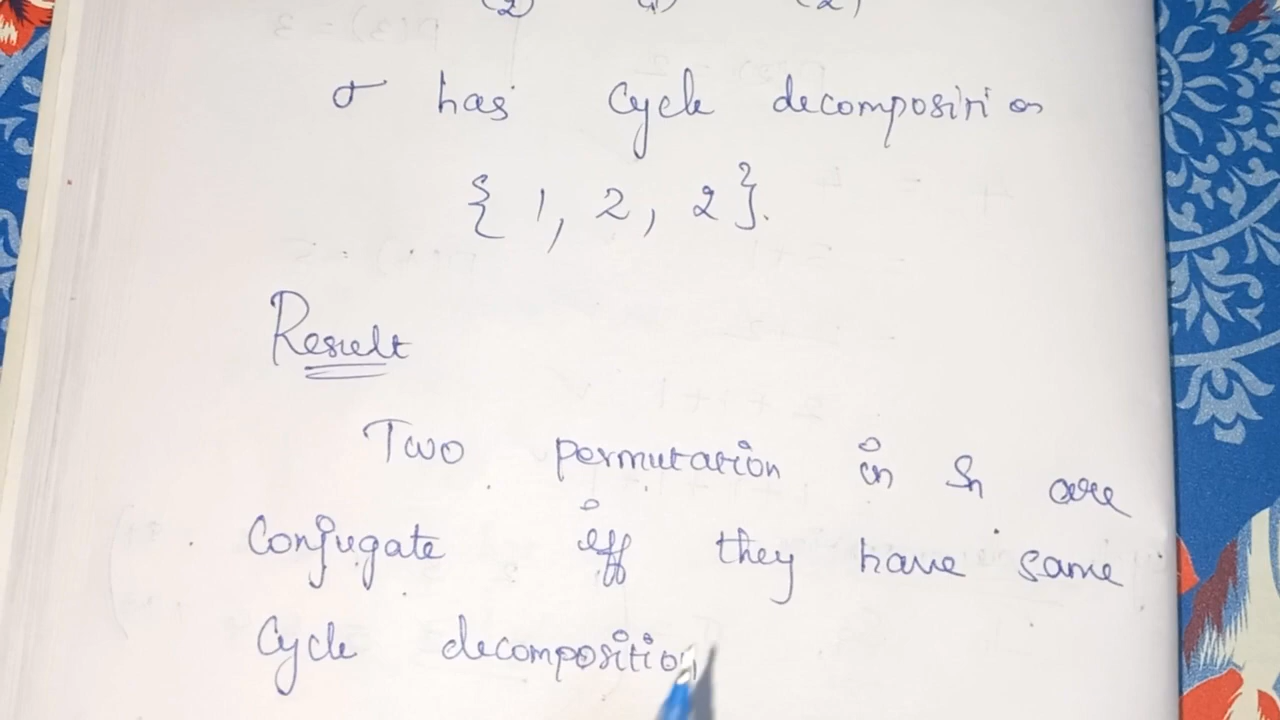 σ has cycle decomposition
{ 1, 2, 2 }.
Result
Two permutation in Sn are
Conjugate iff they have same
Cycle decomposition